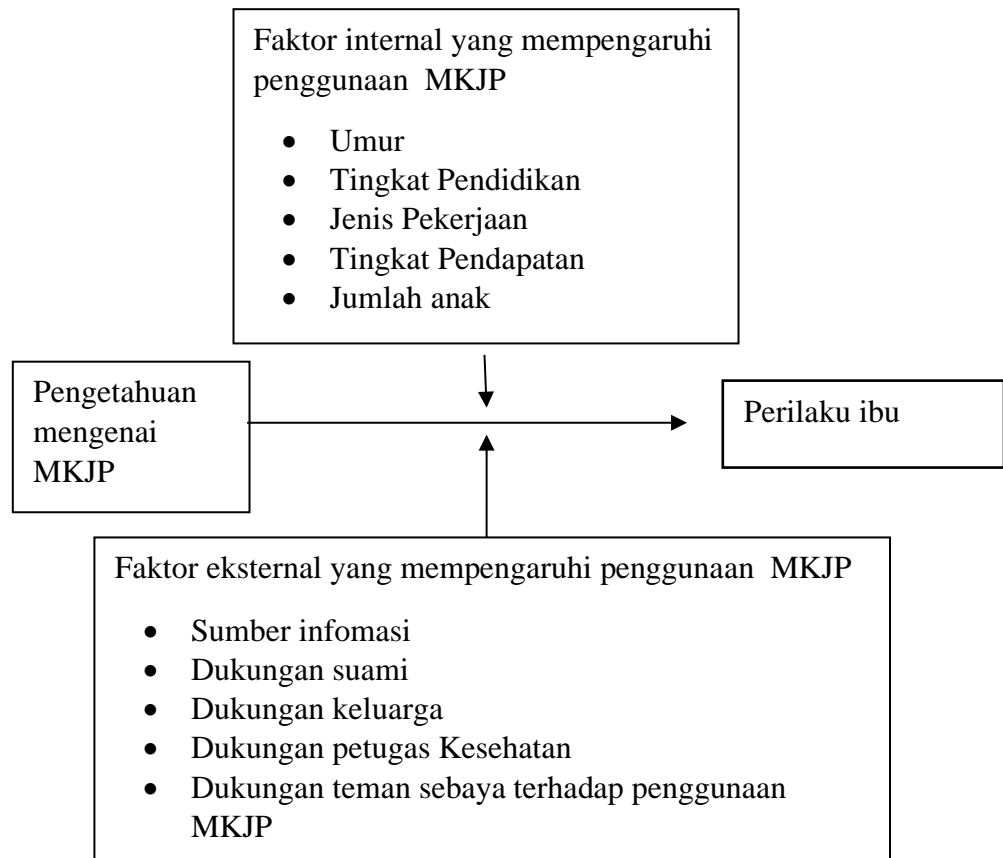 Faktor internal yang mempengaruhi
penggunaan  MKJP
• Umur
• Tingkat Pendidikan
• Jenis Pekerjaan
• Tingkat Pendapatan
• Jumlah anak
Pengetahuan
mengenai
MKJP
Perilaku ibu
Faktor eksternal yang mempengaruhi penggunaan  MKJP
• Sumber infomasi
• Dukungan suami
• Dukungan keluarga
• Dukungan petugas Kesehatan
• Dukungan teman sebaya terhadap penggunaan
MKJP